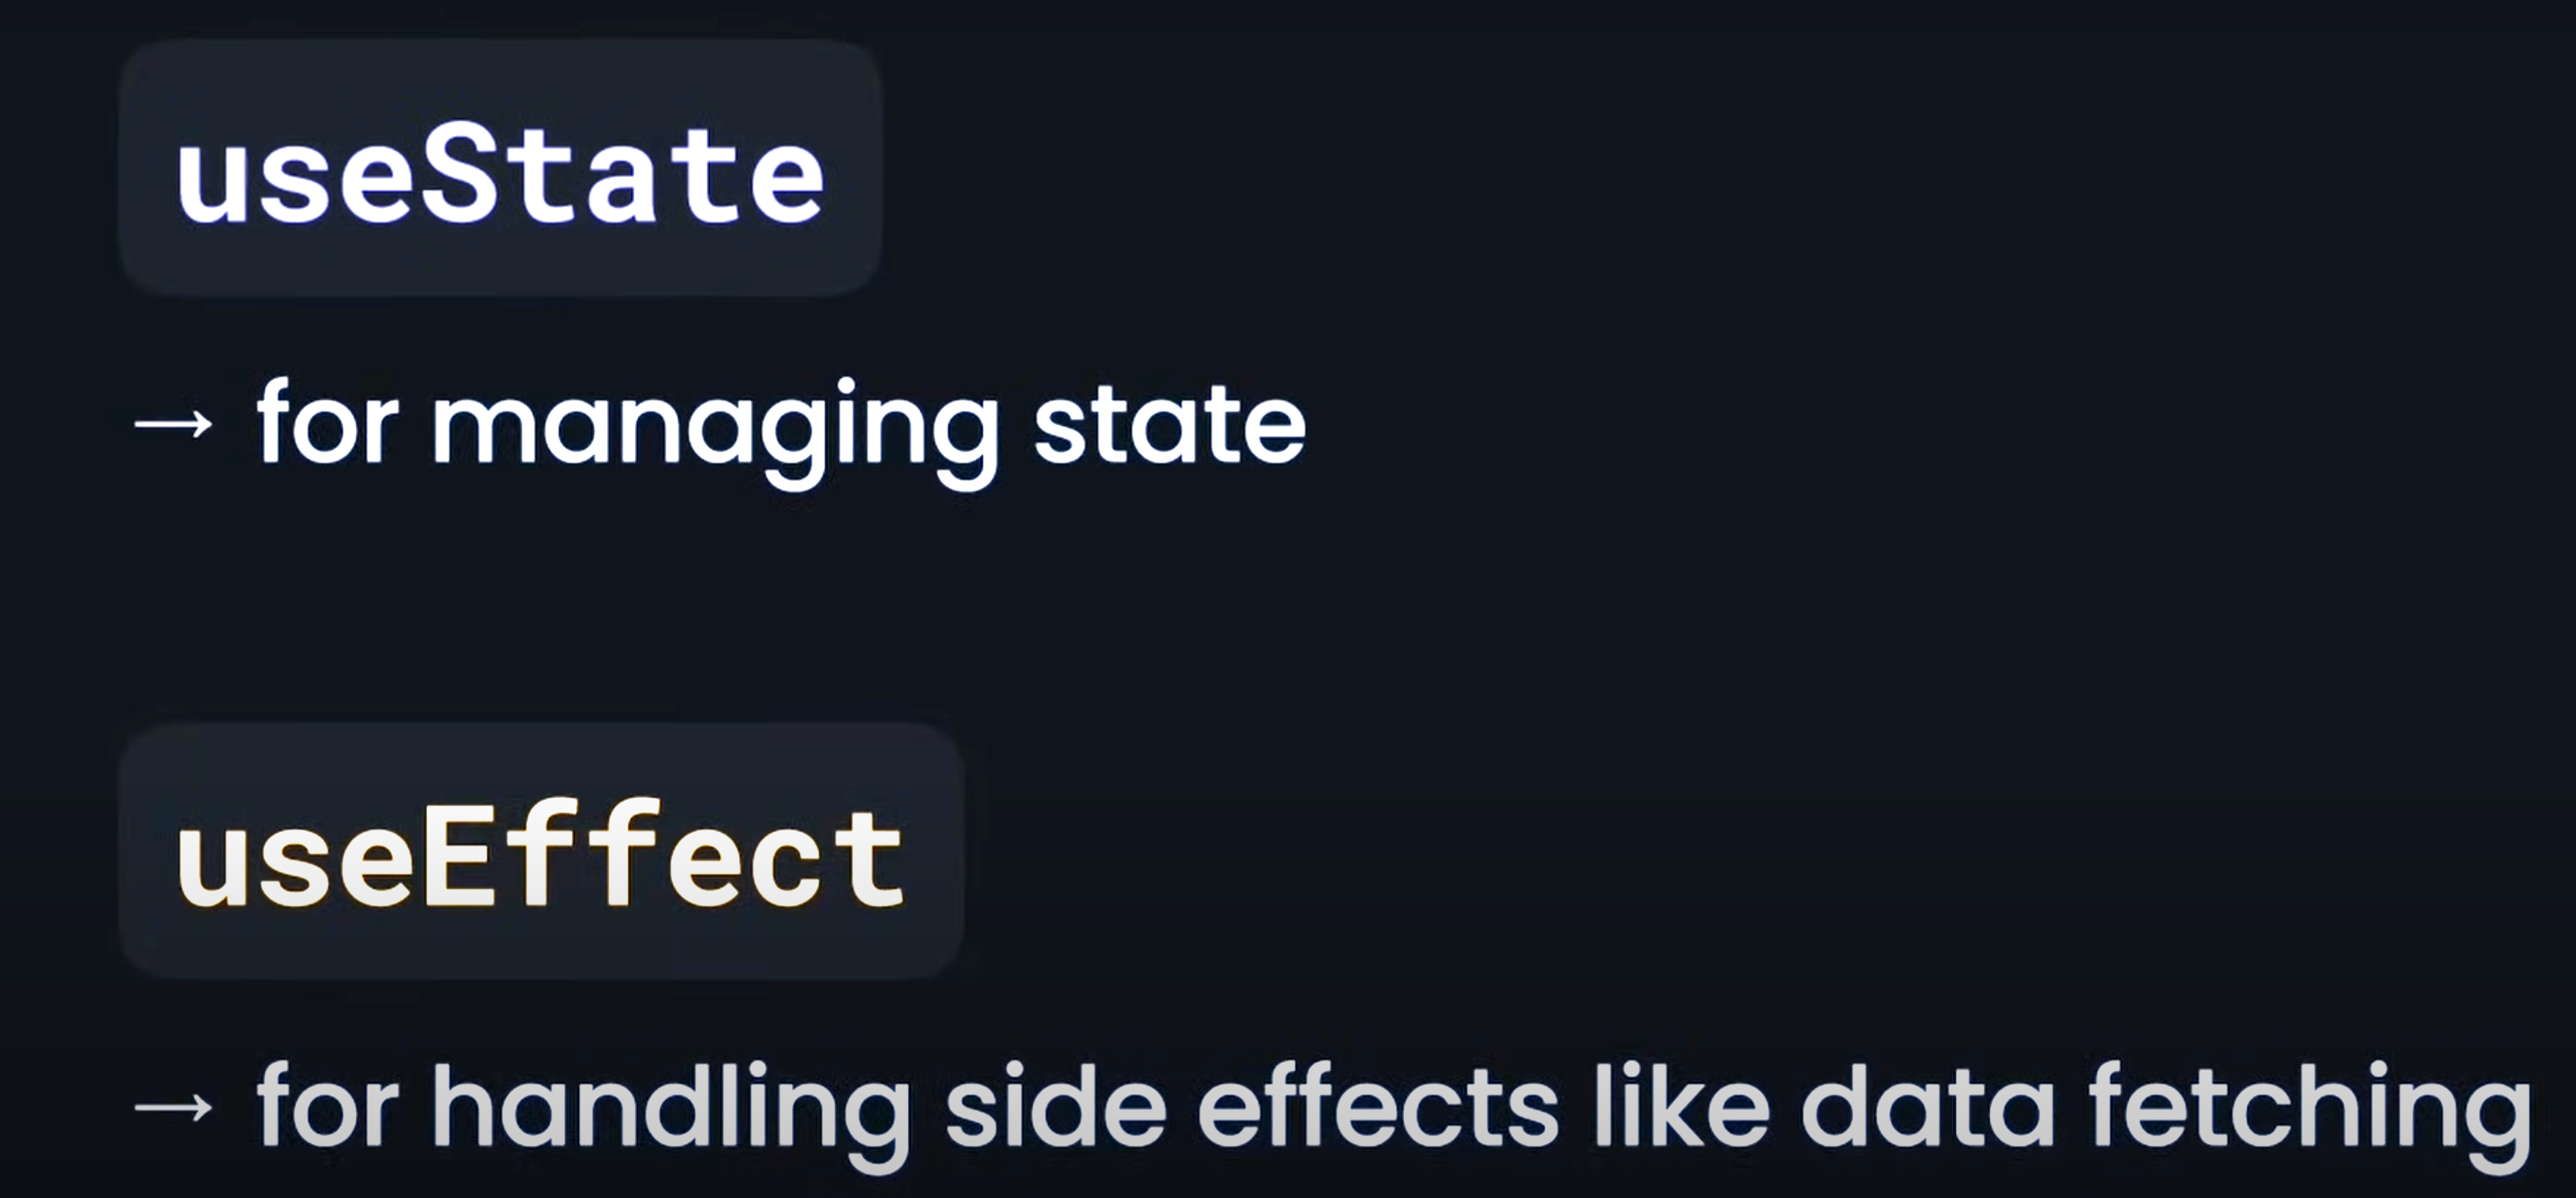 useState
→ for managing state
useEffect
→ for handling side effects like data fetching